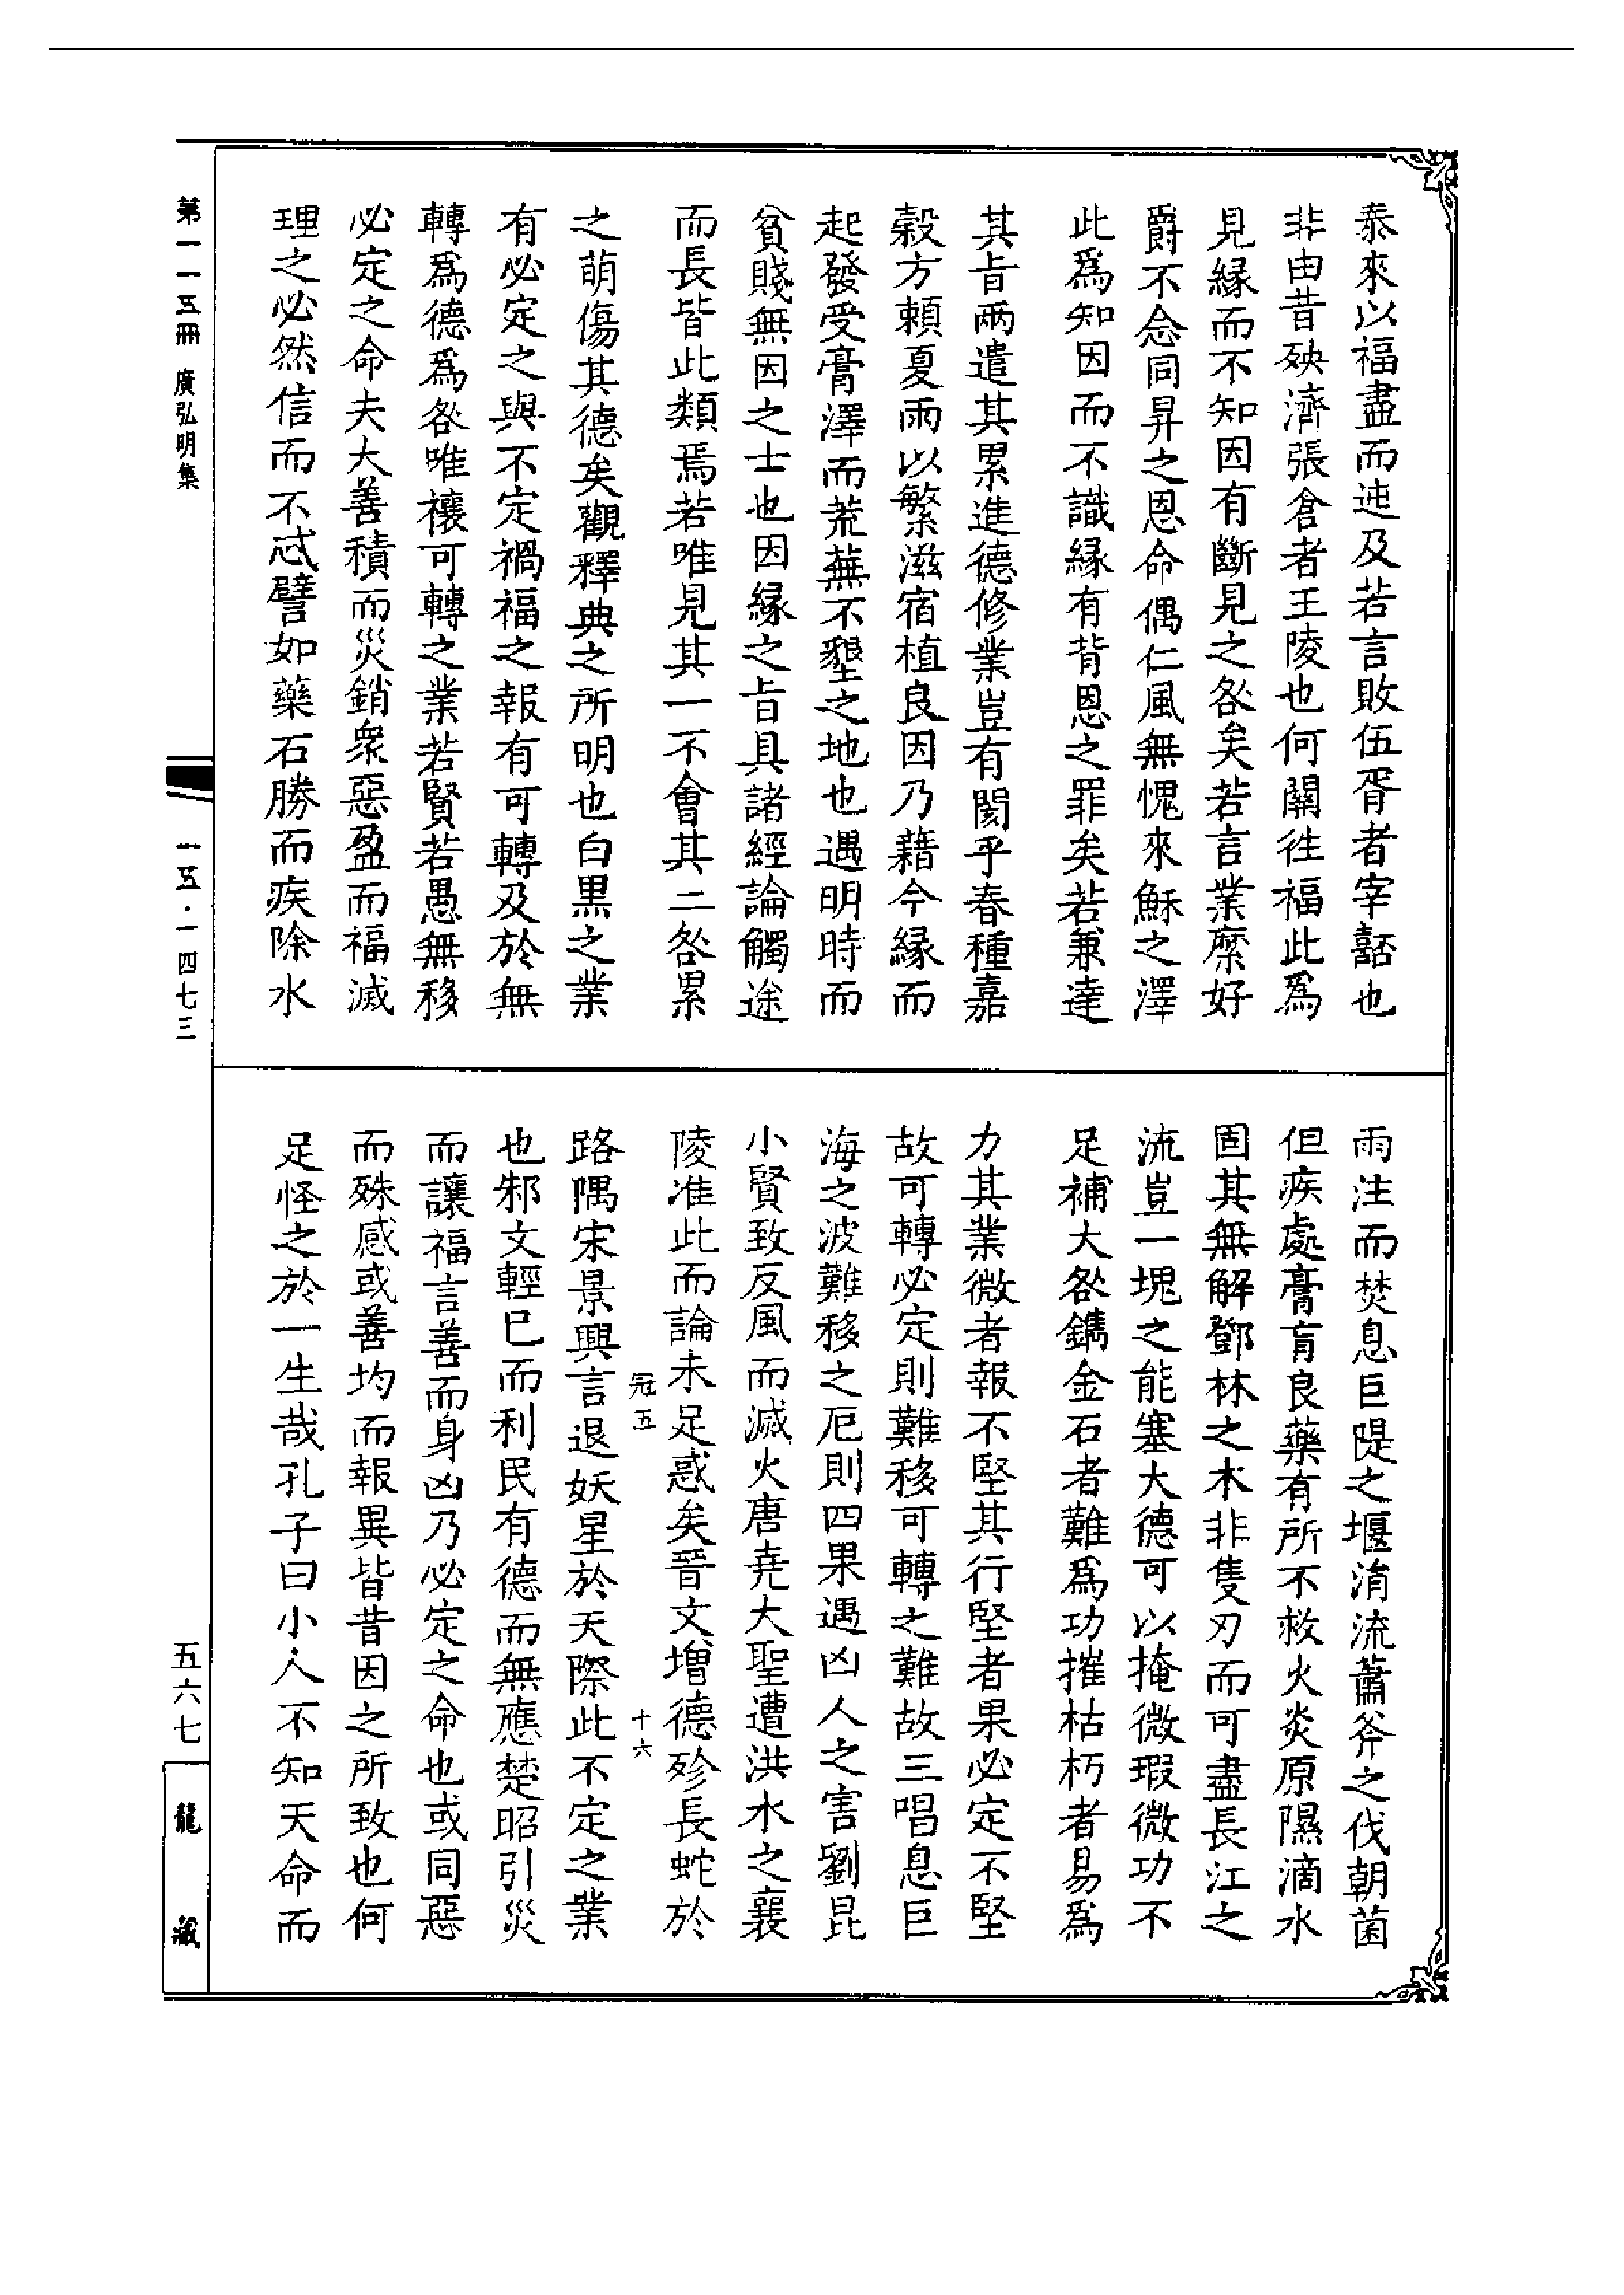 泰來以福盡而迍及若言敗伍胥者宰嚭也
非由昔殃濟張倉者王陵也何關徃福此爲
見緣而不知因有斷見之咎矣若言業縻好
爵不念同昇之恩命偶仁風無愧來穌之澤
此爲知因而不識緣有背恩之罪矣若兼達
其旨兩遣其累進德修業豈有閡乎春種嘉
穀方賴夏雨以繁滋宿植良因乃藉今緣而
起發受膏澤而荒蕪不墾之地也遇明時而
貧賤無因之士也因緣之旨具諸經論觸途
而長皆此類焉若唯見其一不會其二咎累
之萌傷其德矣觀釋典之所明也白黑之業
有必定之與不定禍福之報有可轉及於無
轉爲德爲咎唯禳可轉之業若賢若愚無移
必定之命夫大善積而災銷衆惡盈而福滅
理之必然信而不忒譬如藥石勝而疾除水
雨注而焚息巨隄之堰涓流蕭斧之伐朝菌
但疾處膏肓良藥有所不救火炎原隰滴水
固其無解鄧林之木非隻刃而可盡長江之
流豈一塊之能塞大德可以掩微瑕微功不
足補大咎鐫金石者難爲功摧枯朽者易爲
力其業微者報不堅其行堅者果必定不堅
故可轉必定則難移可轉之難故三唱息巨
海之波難移之厄則四果遇凶人之害劉昆
小賢致反風而滅火唐堯大聖遭洪水之襄
陵准此而論未足惑矣晉文增德殄長蛇於
冠五 十六
路隅宋景興言退妖星於天際此不定之業
也邾文輕巳而利民有德而無應楚昭引災
而讓福言善而身凶乃必定之命也或同惡
而殊感或善均而報異皆昔因之所致也何
足怪之於一生哉孔子曰小人不知天命而
第一一五冊 廣弘明集
一五·一四七三
五六七
龍藏